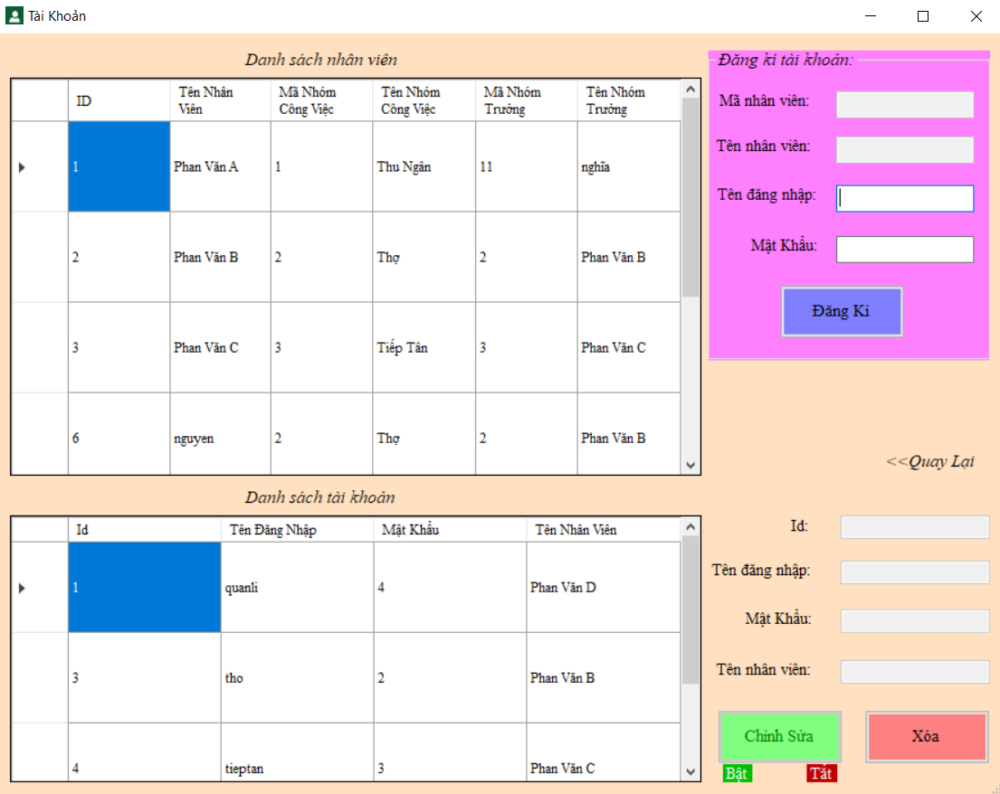 Tài Khoản
Danh sách nhân viên
ID Tên Nhân Viên Mã Nhóm Công Việc Tên Nhóm Công Việc Mã Nhóm Trưởng Tên Nhóm Trưởng
1 Phan Văn A 1 Thu Ngân 11 nghĩa
2 Phan Văn B 2 Thợ 2 Phan Văn B
3 Phan Văn C 3 Tiếp Tân 3 Phan Văn C
6 nguyen 2 Thợ 2 Phan Văn B
Đăng kí tài khoản:
Mã nhân viên:
Tên nhân viên:
Tên đăng nhập:
Mật Khẩu:
Đăng Kí
<<Quay Lại
Danh sách tài khoản
Id Tên Đăng Nhập Mật Khẩu Tên Nhân Viên
1 quanli 4 Phan Văn D
3 tho 2 Phan Văn B
4 tieptan 3 Phan Văn C
Id:
Tên đăng nhập:
Mật Khẩu:
Tên nhân viên:
Chỉnh Sửa
Xóa
Bật
Tắt